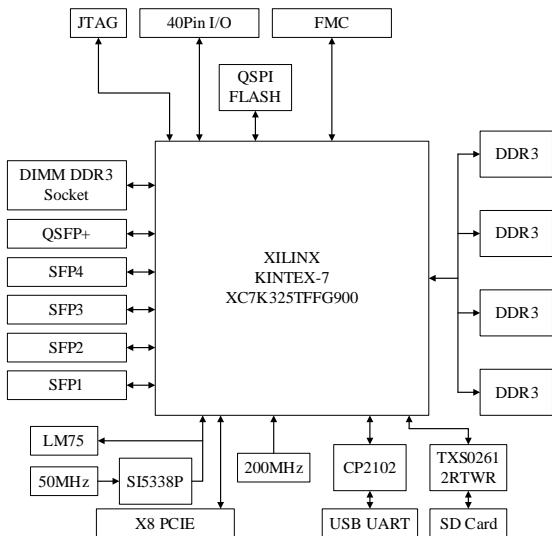 JTAG
40Pin I/O
FMC
QSPI
FLASH
DIMM DDR3
Socket
QSFP+
SFP4
SFP3
SFP2
SFP1
XILINX
KINTEX-7
XC7K325TFFG900
DDR3
DDR3
DDR3
DDR3
LM75
50MHz
SI5338P
200MHz
CP2102
TXS0261
2RTWR
X8 PCIE
USB UART
SD Card